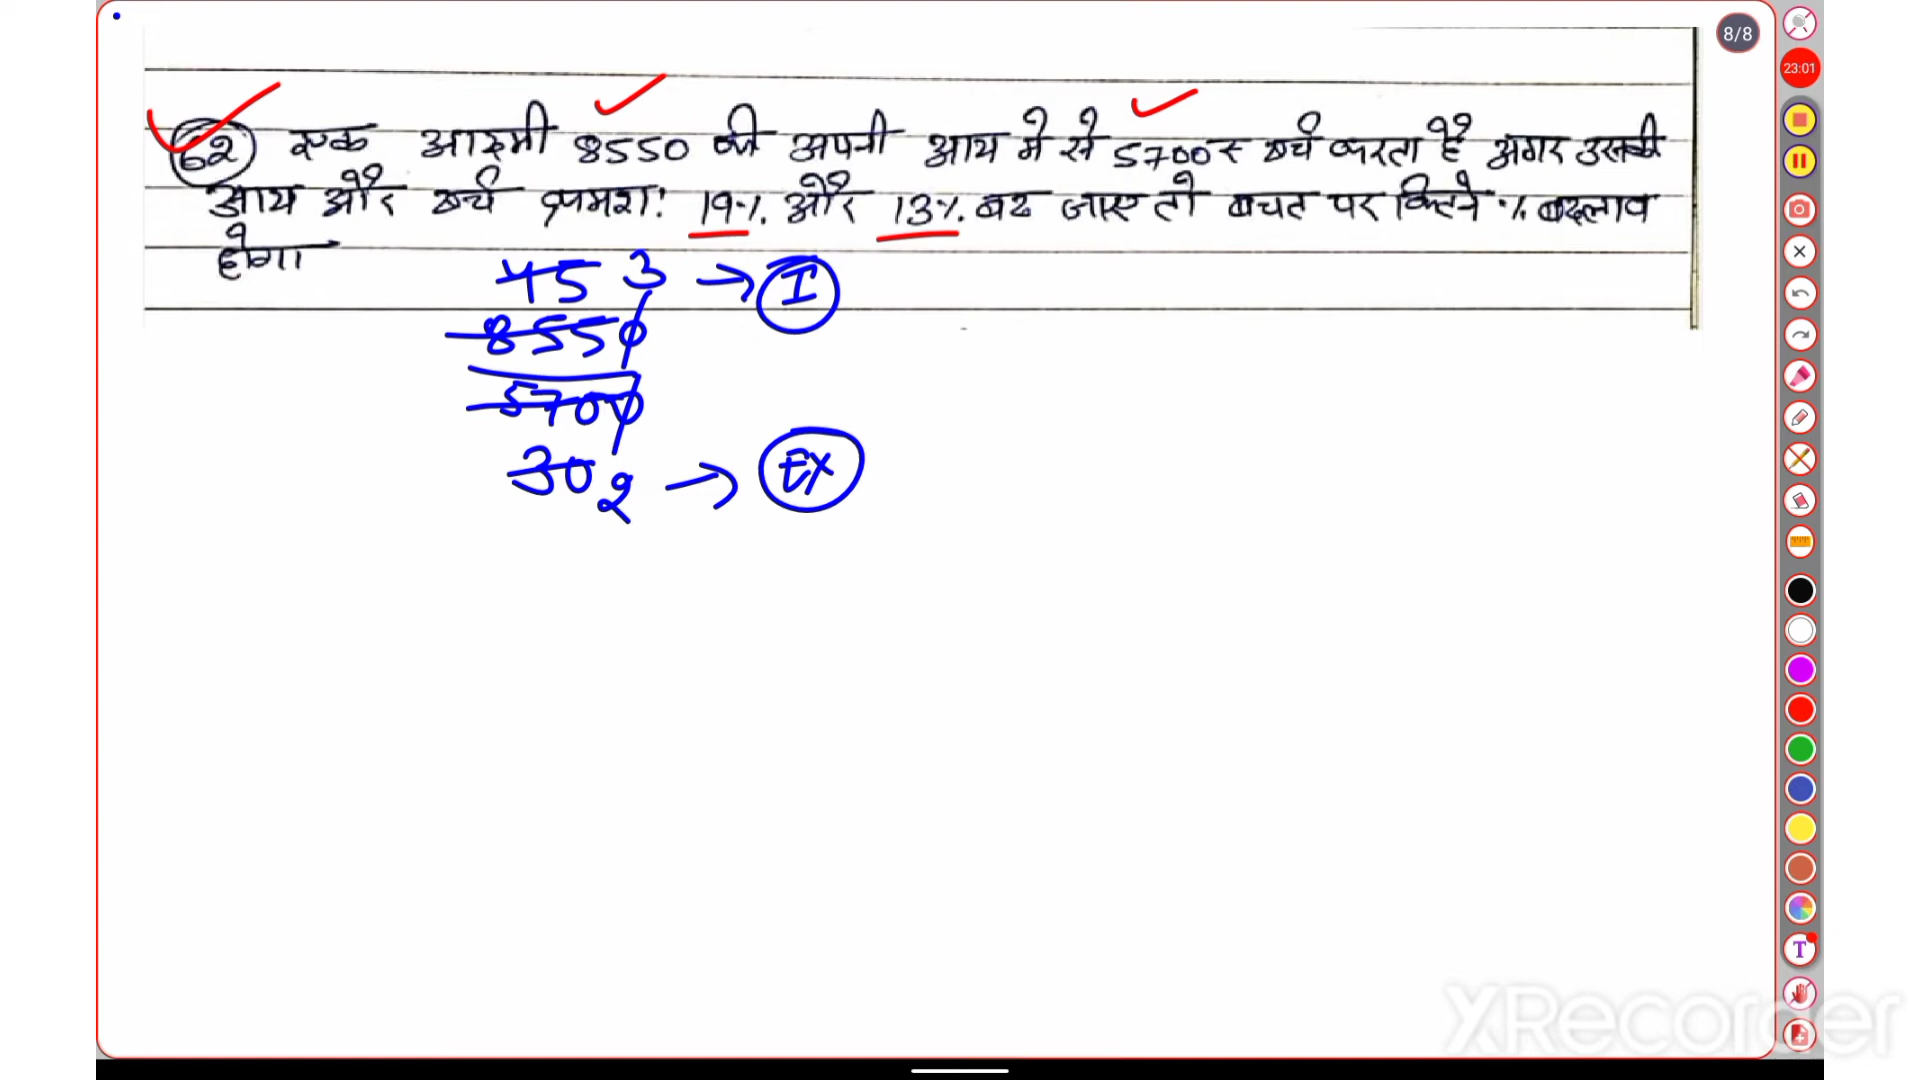 8/8
23:01
62 एक आदमी 8550 की अपनी आय में से 5700₹ खर्च करता है अगर उसकी
आय और खर्च क्रमशः 19% और 13% बढ जाए तो बचत पर कितने % बदलाव
होगा
45 3 → I
8550
5700
30 2 → EX
T
XRecorder